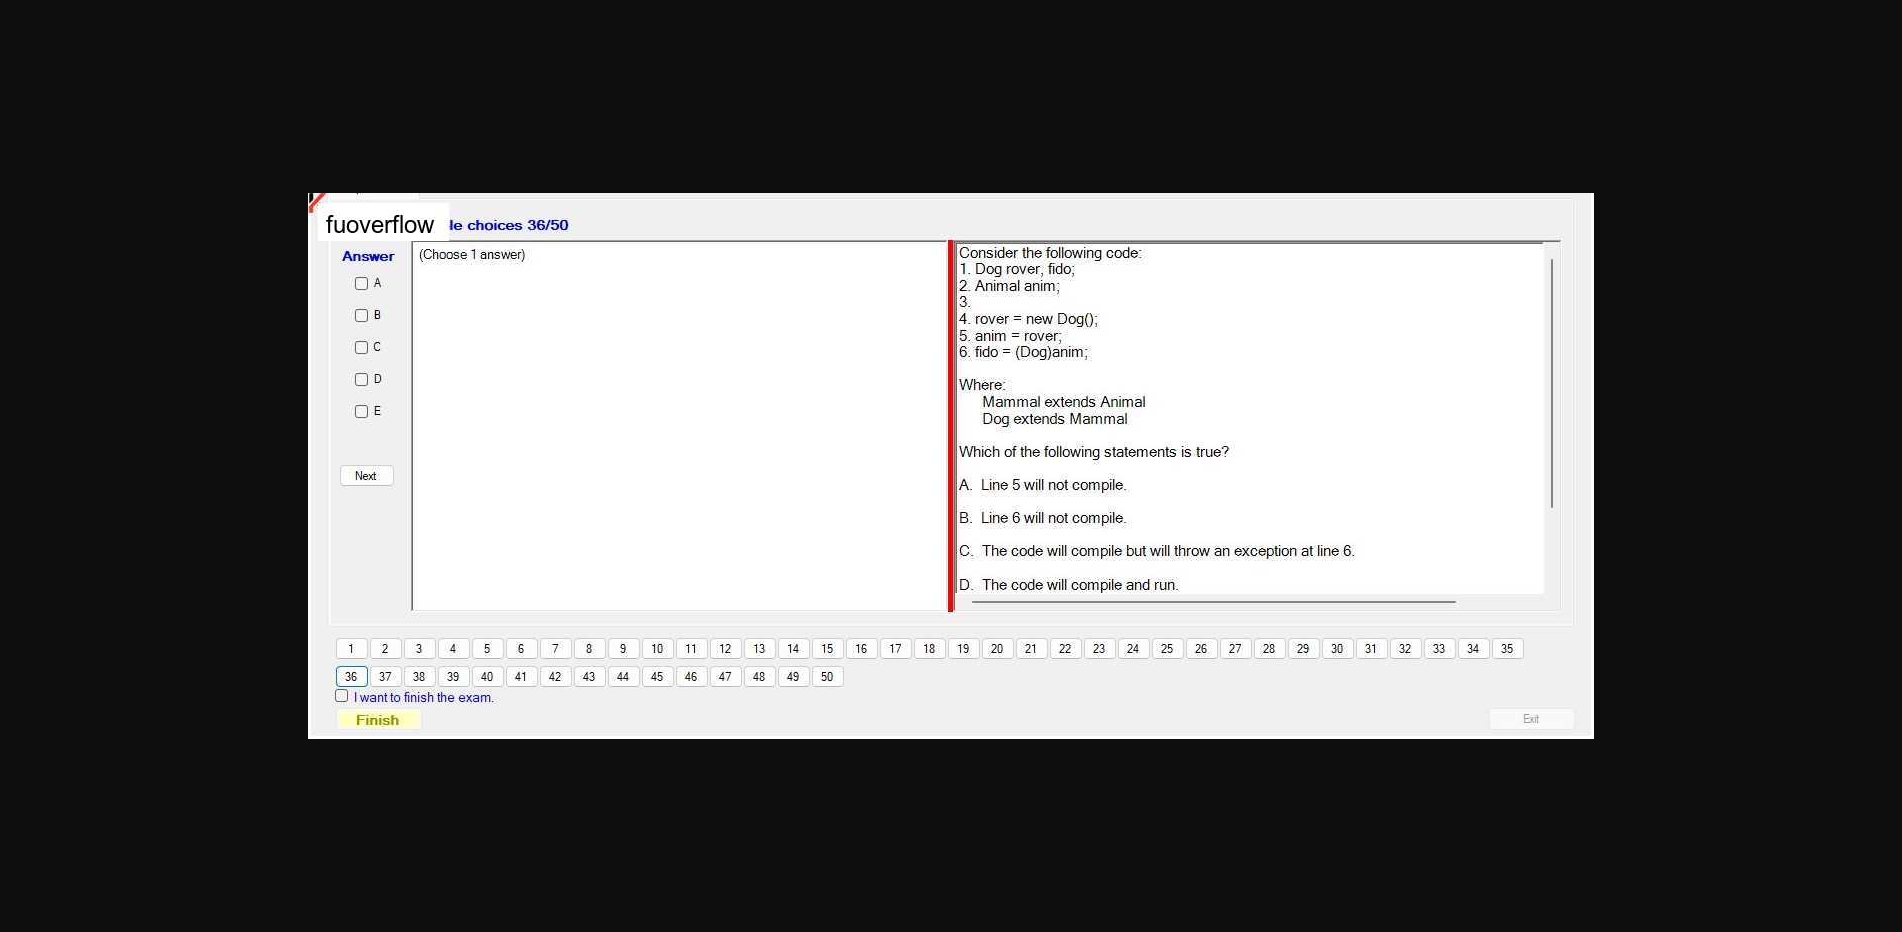 fuoverflow le choices 36/50
Answer
A
B
C
D
E
Next
(Choose 1 answer)
Consider the following code:
1. Dog rover, fido;
2. Animal anim;
3.
4. rover = new Dog();
5. anim = rover;
6. fido = (Dog)anim;
Where:
Mammal extends Animal
Dog extends Mammal
Which of the following statements is true?
A. Line 5 will not compile.
B. Line 6 will not compile.
C. The code will compile but will throw an exception at line 6.
D. The code will compile and run.
1 2 3 4 5 6 7 8 9 10 11 12 13 14 15 16 17 18 19 20 21 22 23 24 25 26 27 28 29 30 31 32 33 34 35
36 37 38 39 40 41 42 43 44 45 46 47 48 49 50
I want to finish the exam.
Finish
Exit